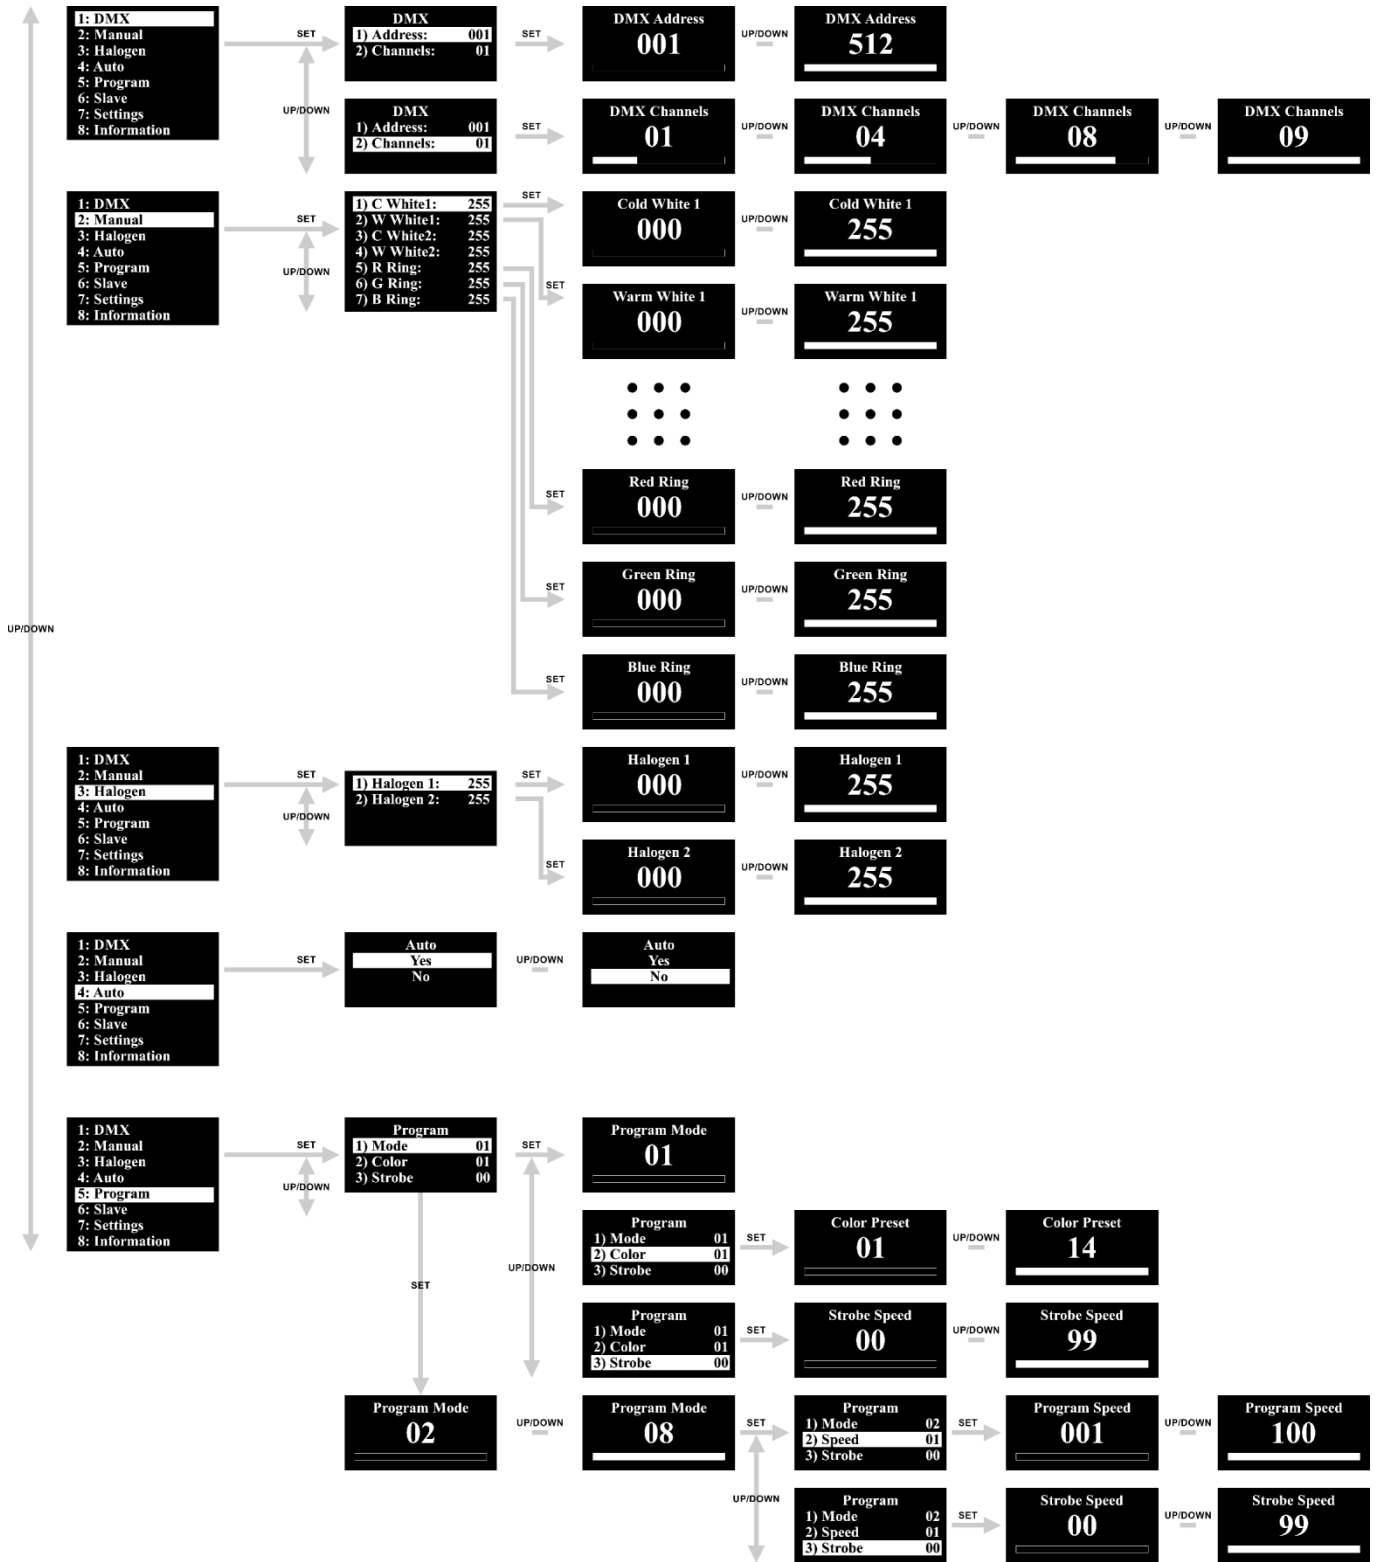 1: DMX
2: Manual
3: Halogen
4: Auto
5: Program
6: Slave
7: Settings
8: Information
SET
UP/DOWN
DMX
1) Address: 001
2) Channels: 01
SET
DMX Address
001
UP/DOWN
DMX Address
512
DMX
1) Address: 001
2) Channels: 01
SET
DMX Channels
01
UP/DOWN
DMX Channels
04
UP/DOWN
DMX Channels
08
UP/DOWN
DMX Channels
09
1: DMX
2: Manual
3: Halogen
4: Auto
5: Program
6: Slave
7: Settings
8: Information
SET
UP/DOWN
1) C White1: 255
2) W White1: 255
3) C White2: 255
4) W White2: 255
5) R Ring: 255
6) G Ring: 255
7) B Ring: 255
SET
Cold White 1
000
UP/DOWN
Cold White 1
255
SET
Warm White 1
000
UP/DOWN
Warm White 1
255
SET
Red Ring
000
UP/DOWN
Red Ring
255
SET
Green Ring
000
UP/DOWN
Green Ring
255
UP/DOWN
SET
Blue Ring
000
UP/DOWN
Blue Ring
255
1: DMX
2: Manual
3: Halogen
4: Auto
5: Program
6: Slave
7: Settings
8: Information
SET
UP/DOWN
1) Halogen 1: 255
2) Halogen 2: 255
SET
Halogen 1
000
UP/DOWN
Halogen 1
255
SET
Halogen 2
000
UP/DOWN
Halogen 2
255
1: DMX
2: Manual
3: Halogen
4: Auto
5: Program
6: Slave
7: Settings
8: Information
SET
Auto
Yes
No
UP/DOWN
Auto
Yes
No
1: DMX
2: Manual
3: Halogen
4: Auto
5: Program
6: Slave
7: Settings
8: Information
SET
UP/DOWN
Program
1) Mode 01
2) Color 01
3) Strobe 00
SET
Program Mode
01
UP/DOWN
Program
1) Mode 01
2) Color 01
3) Strobe 00
SET
Color Preset
01
UP/DOWN
Color Preset
14
SET
Program
1) Mode 01
2) Color 01
3) Strobe 00
SET
Strobe Speed
00
UP/DOWN
Strobe Speed
99
Program Mode
02
UP/DOWN
Program Mode
08
SET
UP/DOWN
Program
1) Mode 02
2) Speed 01
3) Strobe 00
SET
Program Speed
001
UP/DOWN
Program Speed
100
Program
1) Mode 02
2) Speed 01
3) Strobe 00
SET
Strobe Speed
00
UP/DOWN
Strobe Speed
99